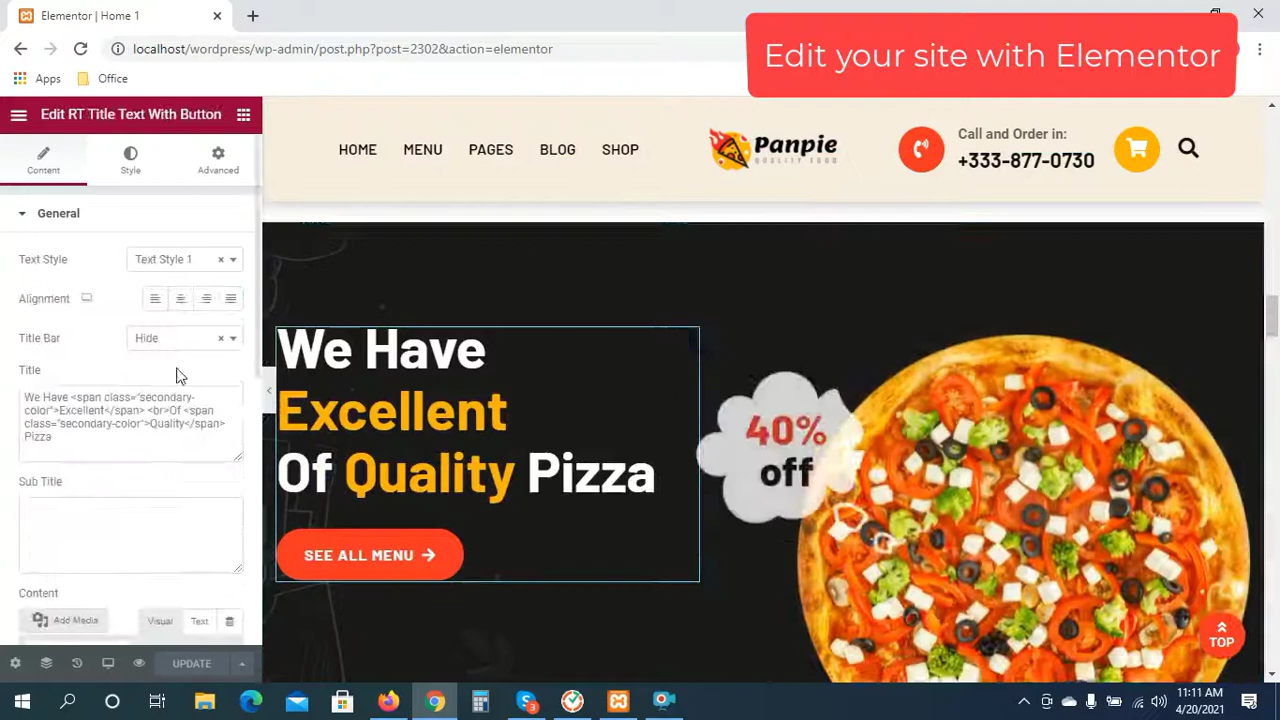 Elementor | Home 1
localhost/wordpress/wp-admin/post.php?post=2302&action=elementor
Edit your site with Elementor
Apps
Office
Edit RT Title Text With Button
Content
Style
Advanced
General
Text Style
Text Style 1
Alignment
Title Bar
Hide
Title
We Have <span class="secondary-
color">Excellent</span> <br>Of <span
class="secondary-color">Quality</span>
Pizza
Sub Title
Content
Add Media
Visual
Text
UPDATE
HOME
MENU
PAGES
BLOG
SHOP
Panpie
QUALITY FOOD
Call and Order in:
+333-877-0730
We Have
Excellent
Of Quality Pizza
SEE ALL MENU
40%
off
TOP
3
11:11 AM
4/20/2021